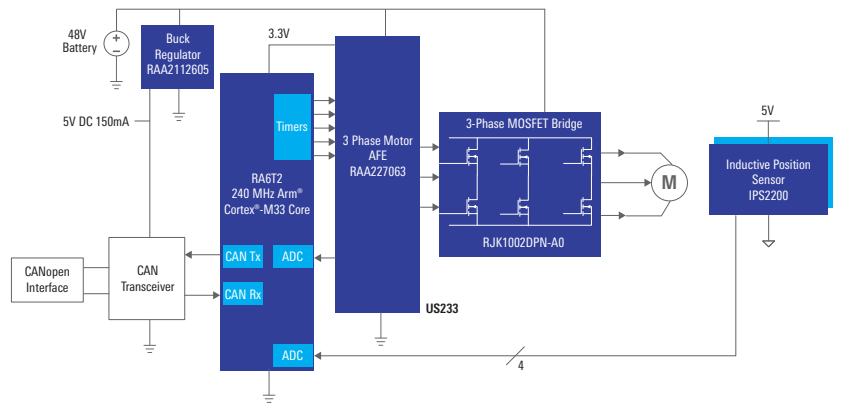 48V
Battery
+
−
Buck
Regulator
RAA2112605
3.3V
5V DC 150mA
Timers
3 Phase Motor
AFE
RAA227063
3-Phase MOSFET Bridge
RJK1002DPN-A0
M
5V
Inductive Position
Sensor
IPS2200
RA6T2
240 MHz Arm®
Cortex®-M33 Core
CANopen
Interface
CAN
Transceiver
CAN Tx
ADC
CAN Rx
US233
ADC
4